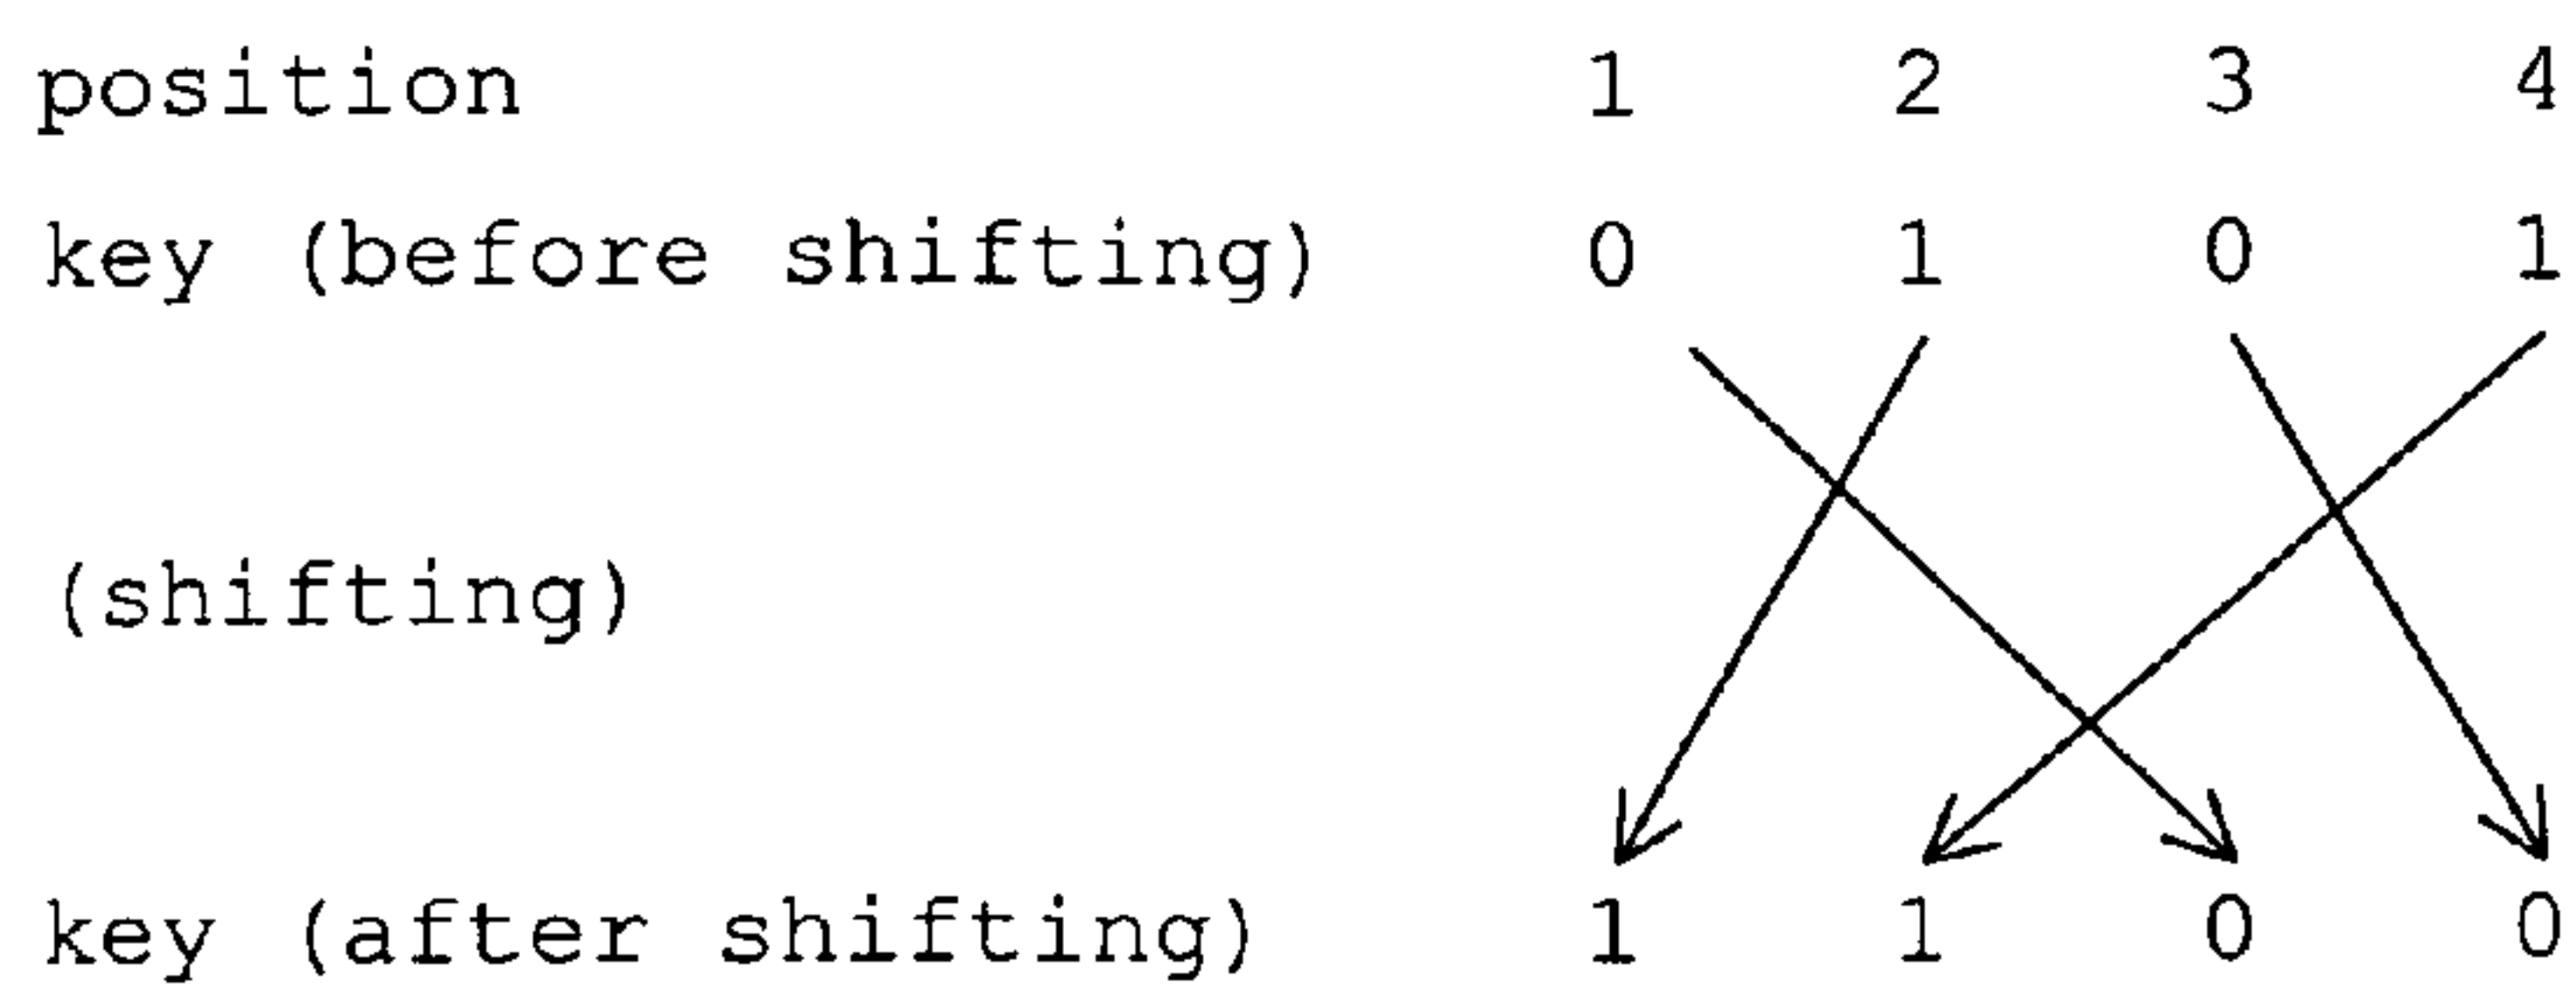 position 1 2 3 4
key (before shifting) 0 1 0 1
(shifting)
key (after shifting) 1 1 0 0